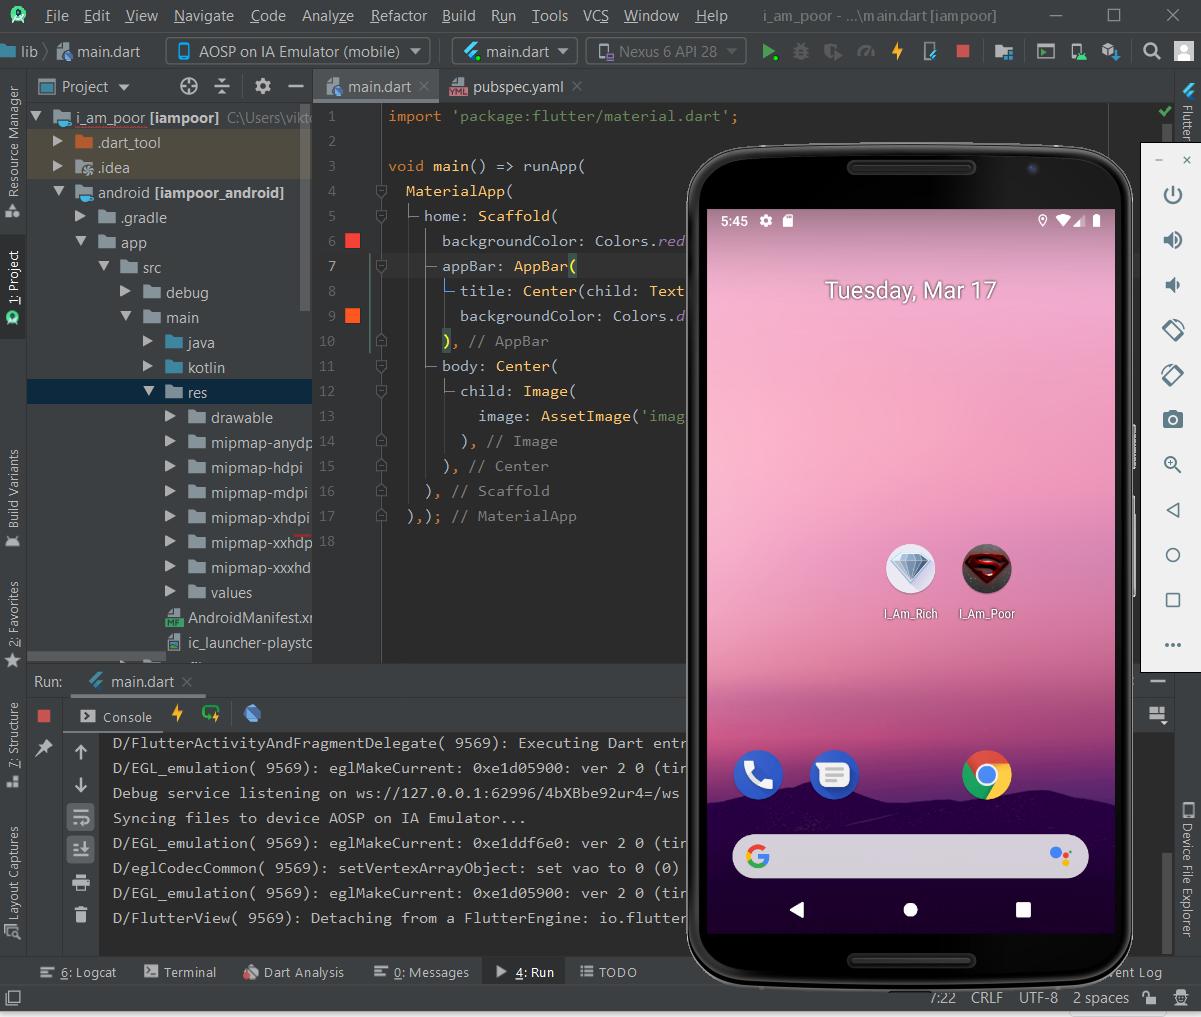 File Edit View Navigate Code Analyze Refactor Build Run Tools VCS Window Help i_am_poor - ...\main.dart [iampoor]
lib main.dart AOSP on IA Emulator (mobile) main.dart Nexus 6 API 28
Project main.dart pubspec.yaml
Resource Manager
1: Project
Build Variants
2: Favorites
7: Structure
Layout Captures
i_am_poor [iampoor] C:\Users\vikto
.dart_tool
.idea
android [iampoor_android]
.gradle
app
src
debug
main
java
kotlin
res
drawable
mipmap-anydp
mipmap-hdpi
mipmap-mdpi
mipmap-xhdpi
mipmap-xxhdp
mipmap-xxxhd
values
AndroidManifest.xr
ic_launcher-playsto
1 import 'package:flutter/material.dart';
2
3 void main() => runApp(
4 MaterialApp(
5 home: Scaffold(
6 backgroundColor: Colors.red
7 appBar: AppBar(
8 title: Center(child: Text
9 backgroundColor: Colors.d
10 ), // AppBar
11 body: Center(
12 child: Image(
13 image: AssetImage('imag
14 ), // Image
15 ), // Center
16 ), // Scaffold
17 ),); // MaterialApp
18
5:45
Tuesday, Mar 17
I_Am_Rich I_Am_Poor
Flutter
Device File Explorer
Run: main.dart
Console
D/FlutterActivityAndFragmentDelegate( 9569): Executing Dart entr
D/EGL_emulation( 9569): eglMakeCurrent: 0xe1d05900: ver 2 0 (tin
Debug service listening on ws://127.0.0.1:62996/4bXBbe92ur4=/ws
Syncing files to device AOSP on IA Emulator...
D/EGL_emulation( 9569): eglMakeCurrent: 0xe1ddf6e0: ver 2 0 (tin
D/eglCodecCommon( 9569): setVertexArrayObject: set vao to 0 (0)
D/EGL_emulation( 9569): eglMakeCurrent: 0xe1d05900: ver 2 0 (tin
D/FlutterView( 9569): Detaching from a FlutterEngine: io.flutter
6: Logcat Terminal Dart Analysis 0: Messages 4: Run TODO vent Log
7:22 CRLF UTF-8 2 spaces